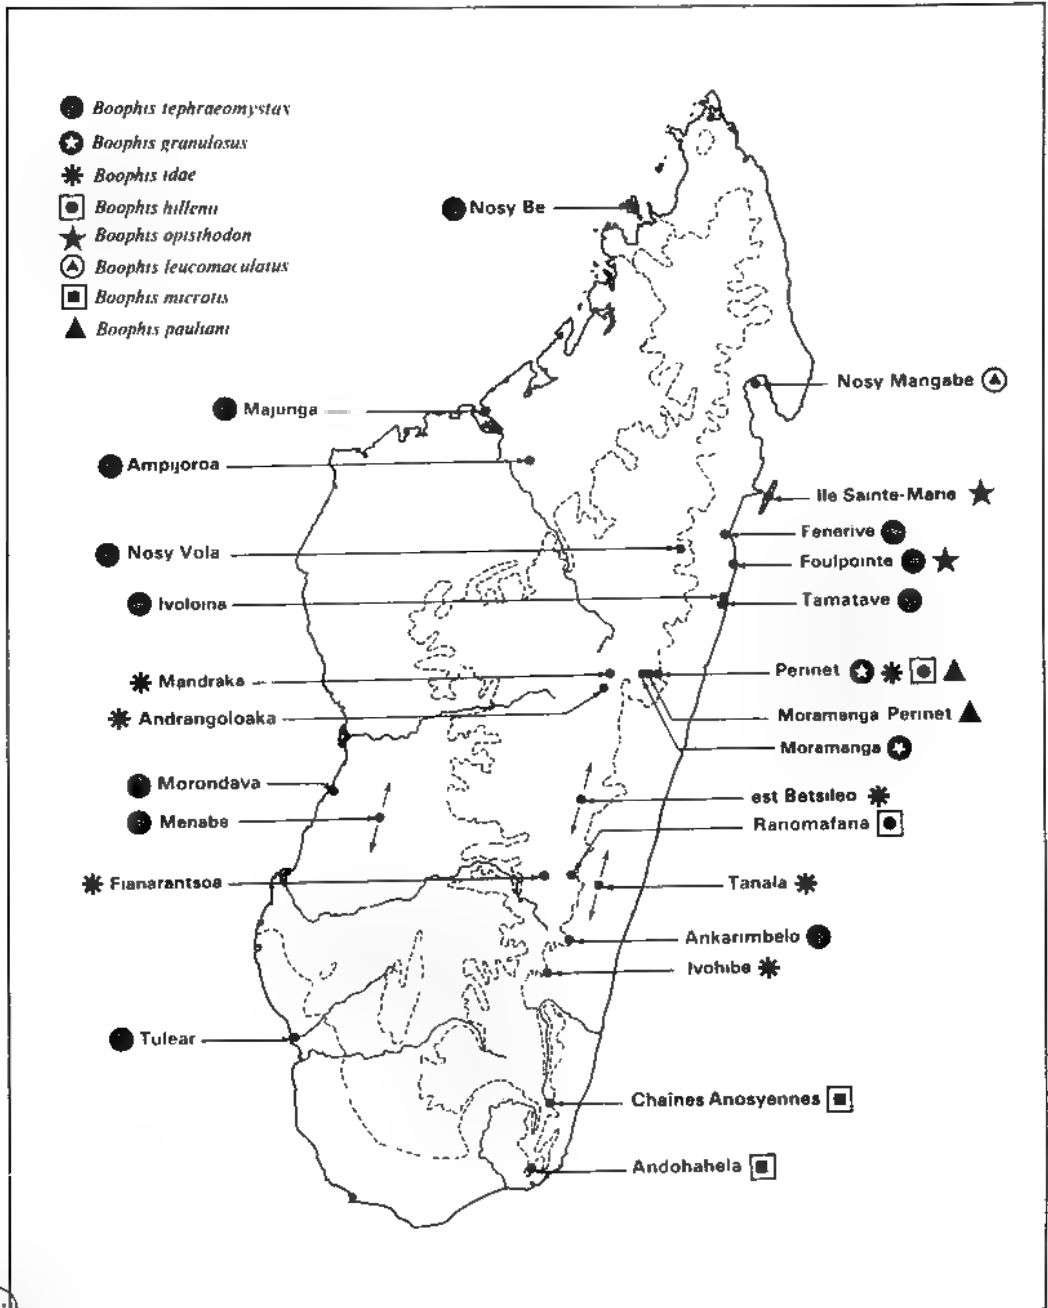 Boophis tephraeomystax
Boophis granulosus
Boophis idae
Boophis hillenii
Boophis opisthodon
Boophis leucomaculatus
Boophis microtis
Boophis pauliani
Nosy Be
Nosy Mangabe
Majunga
Ampijoroa
Ile Sainte-Marie
Fenerive
Nosy Vola
Foulpointe
Ivoloina
Tamatave
Perinet
Mandraka
Andrangoloaka
Moramanga Perinet
Moramanga
Morondava
est Betsileo
Menabe
Ranomafana
Fianarantsoa
Tanala
Ankarimbelo
Ivohibe
Tulear
Chaînes Anosyennes
Andohahela